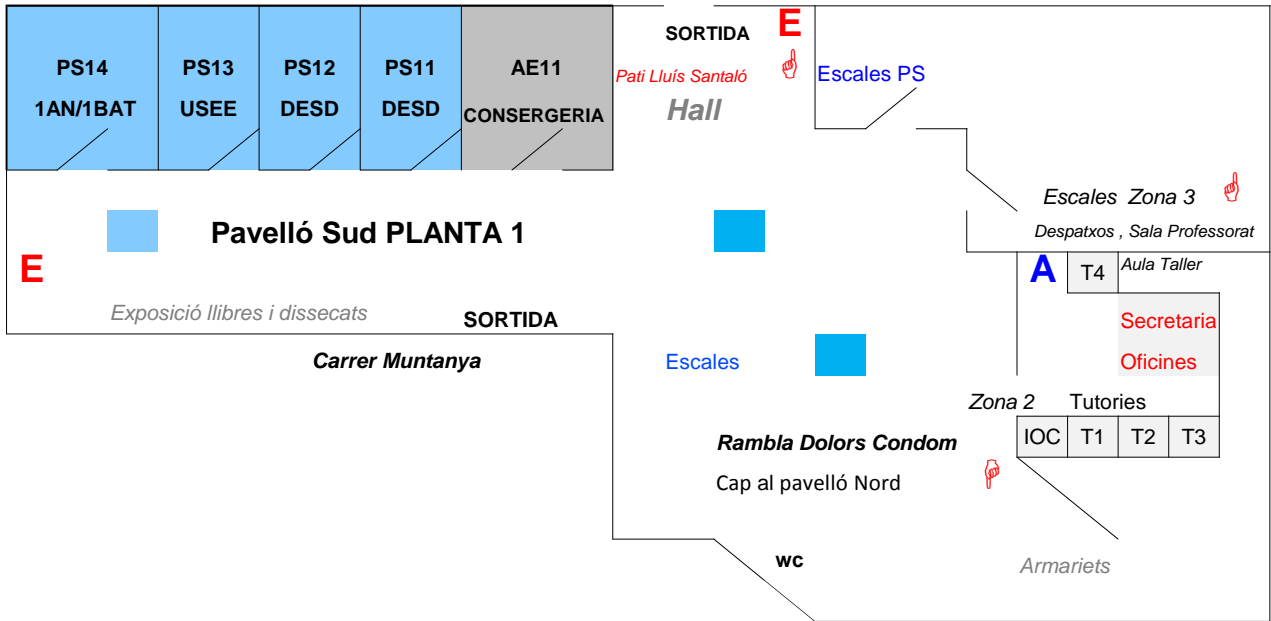 PS14
1AN/1BAT
PS13
USEE
PS12
DESD
PS11
DESD
AE11
CONSERGERIA
SORTIDA
E
Pati Lluís Santaló
Hall
Escales PS
Escales Zona 3
Despatxos , Sala Professorat
Pavelló Sud PLANTA 1
E
A
T4
Aula Taller
Exposició llibres i dissecats
SORTIDA
Secretaria
Oficines
Carrer Muntanya
Escales
Zona 2
Tutories
IOC
T1
T2
T3
Rambla Dolors Condom
Cap al pavelló Nord
wc
Armariets